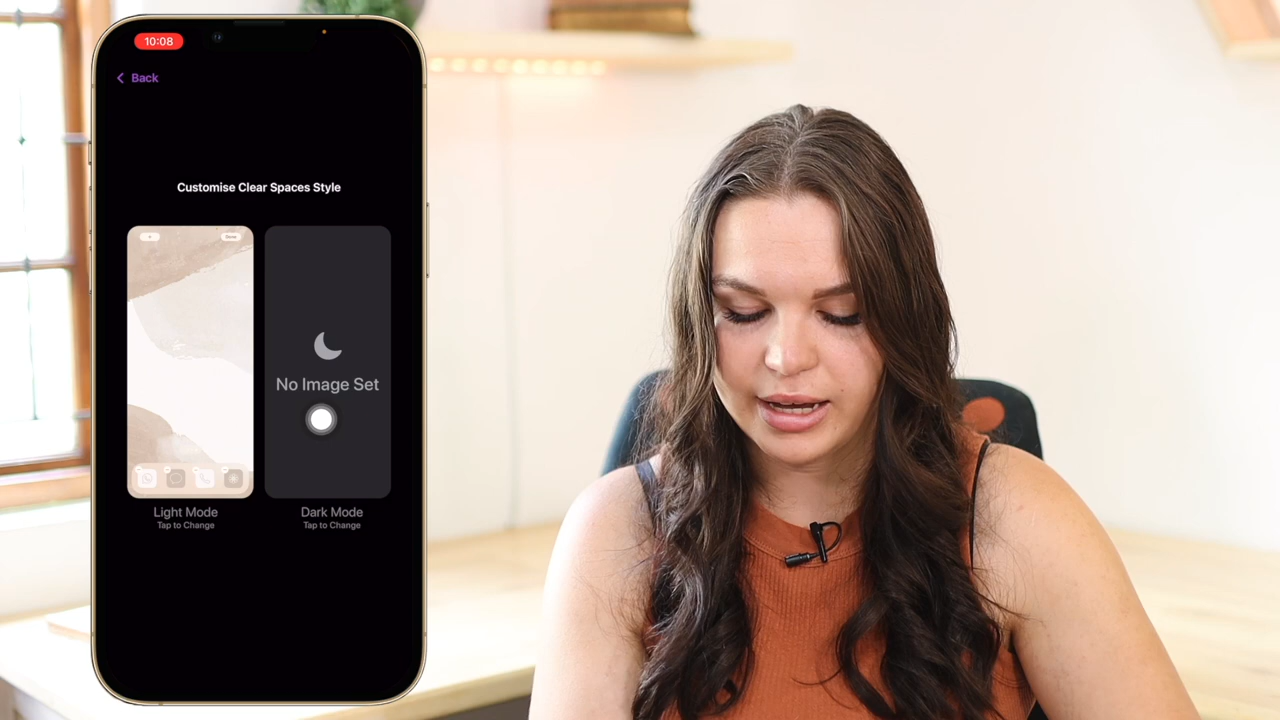 10:08
Back
Customise Clear Spaces Style
No Image Set
Light Mode
Tap to Change
Dark Mode
Tap to Change